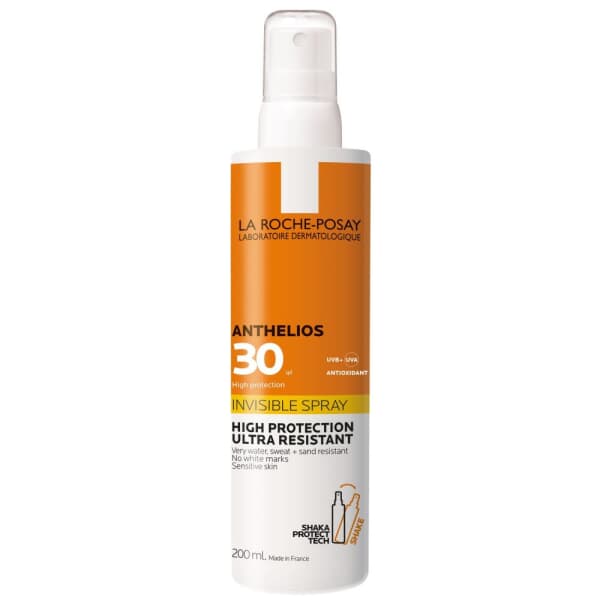 LA ROCHE-POSAY
LABORATOIRE DERMATOLOGIQUE
ANTHELIOS
30
High protection
UVB+ UVA
ANTIOXIDANT
INVISIBLE SPRAY
HIGH PROTECTION
ULTRA RESISTANT
Very water, sweat + sand resistant
No white marks
Sensitive skin
SHAKA
PROTECT
TECH
SHAKE
200 mL Made in France